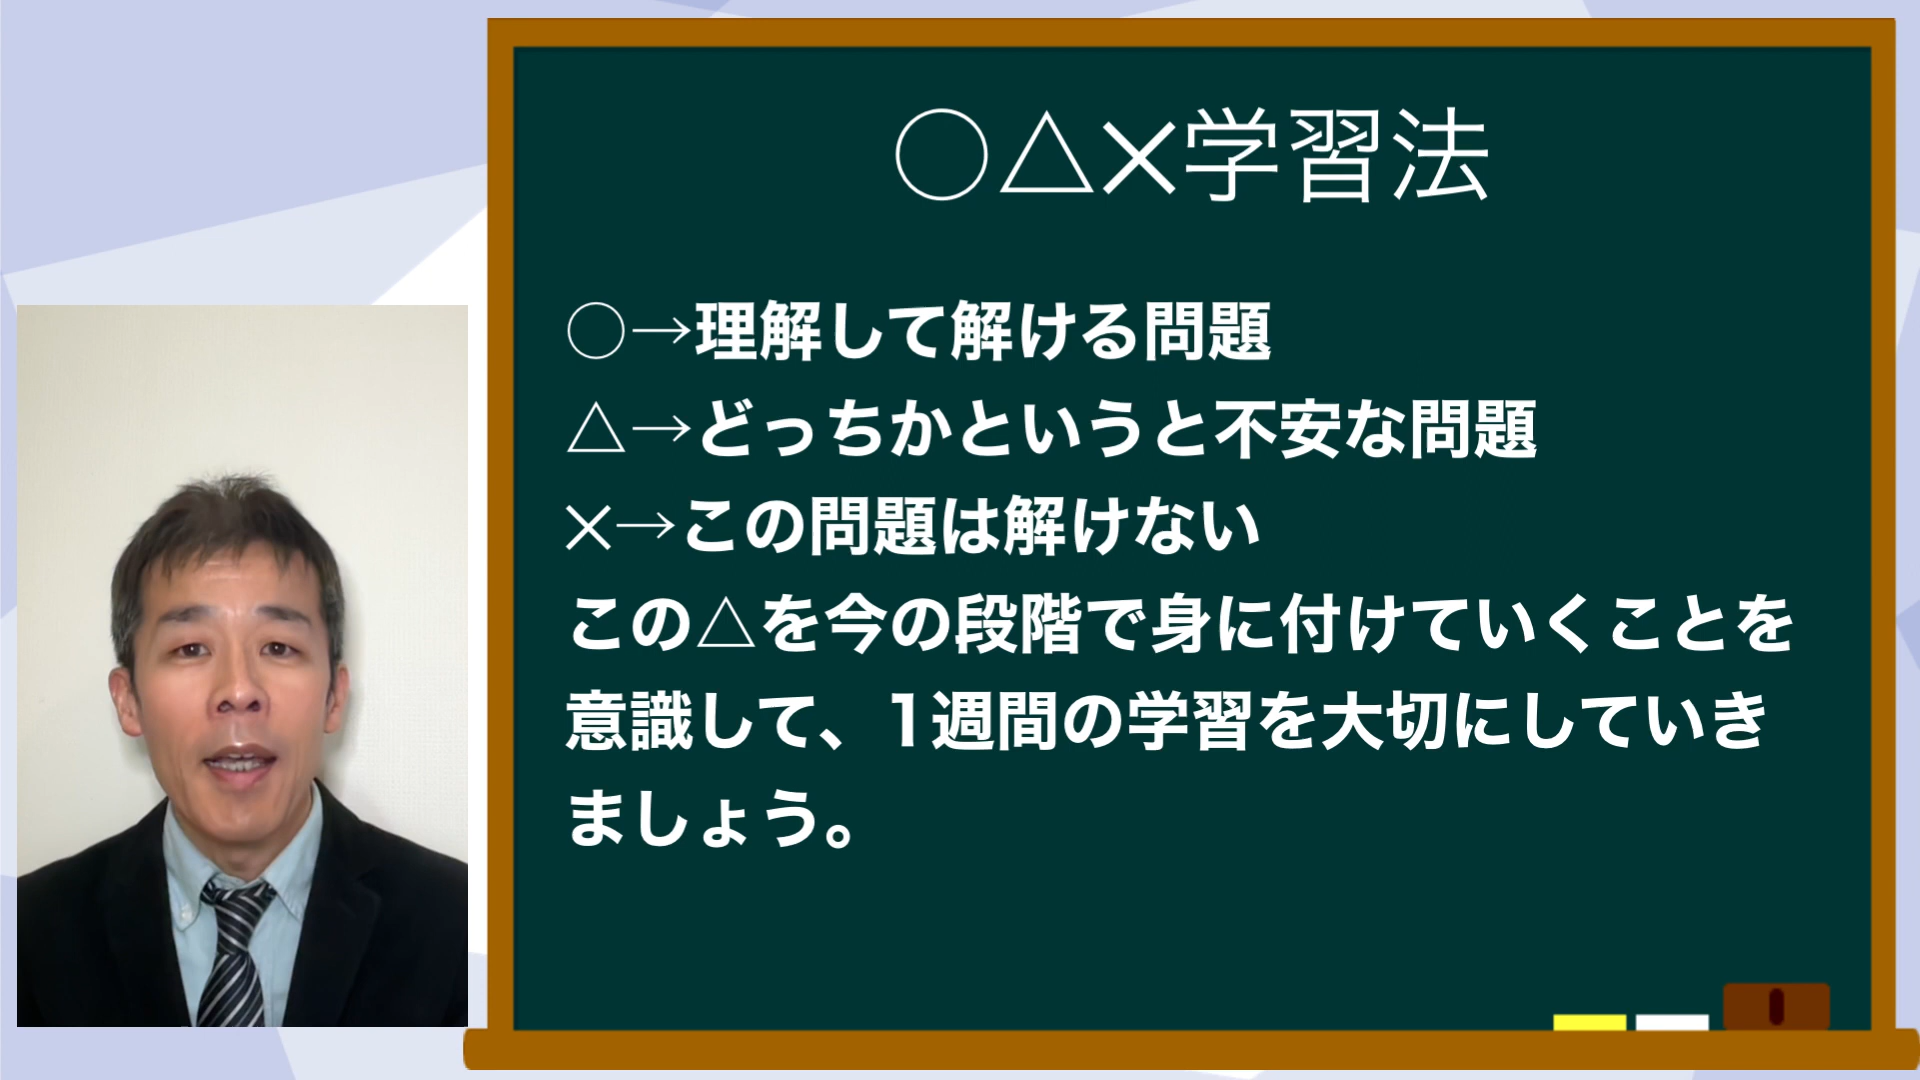 ○△×学習法
○→理解して解ける問題
△→どっちかというと不安な問題
×→この問題は解けない
この△を今の段階で身に付けていくことを
意識して、1週間の学習を大切にしていき
ましょう。